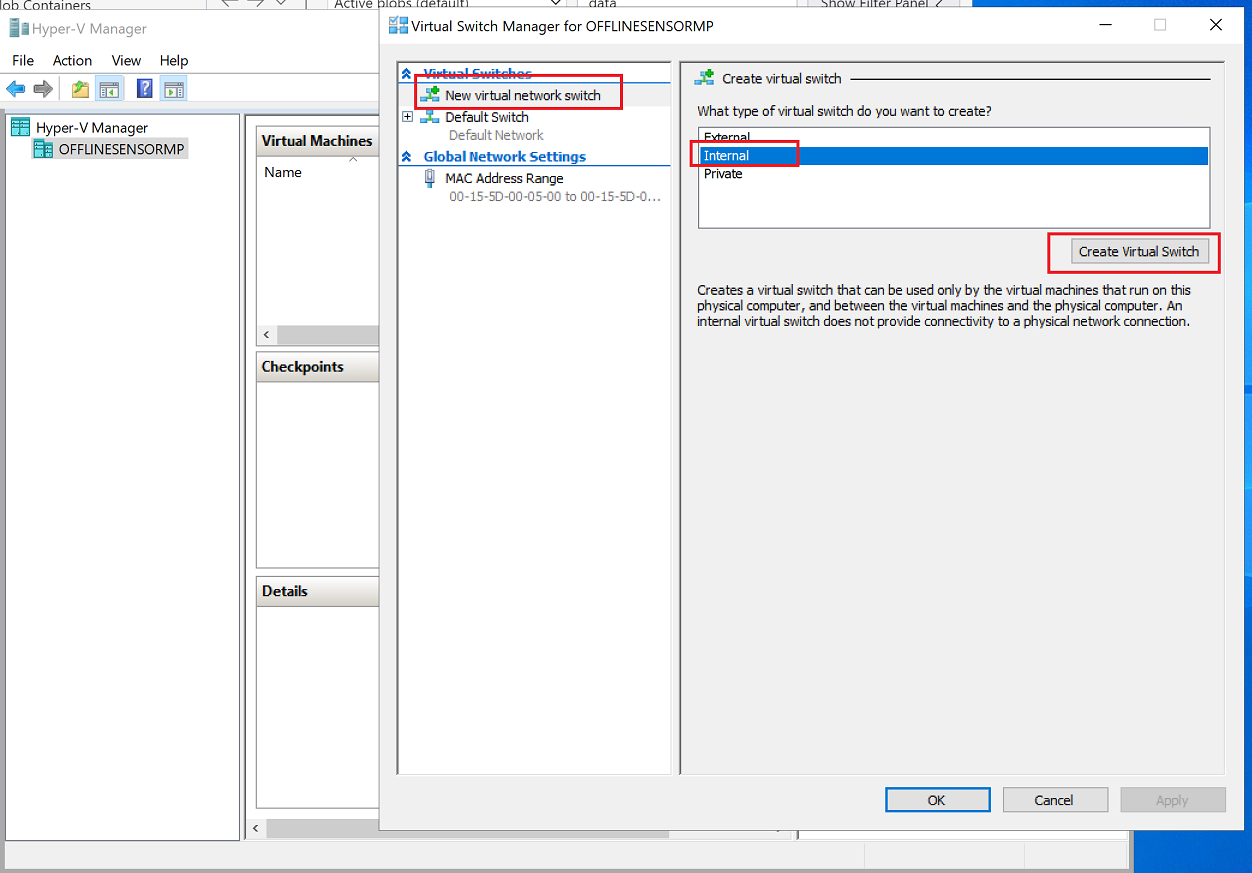 ob Containers
Active blobs (default)
data
Show Filter Panel
Hyper-V Manager
File Action View Help
Hyper-V Manager
OFFLINESENSORMP
Virtual Machines
Name
Checkpoints
Details
Virtual Switch Manager for OFFLINESENSORMP
Virtual Switches
New virtual network switch
Default Switch
Default Network
Global Network Settings
MAC Address Range
00-15-5D-00-05-00 to 00-15-5D-0...
Create virtual switch
What type of virtual switch do you want to create?
External
Internal
Private
Create Virtual Switch
Creates a virtual switch that can be used only by the virtual machines that run on this
physical computer, and between the virtual machines and the physical computer. An
internal virtual switch does not provide connectivity to a physical network connection.
OK
Cancel
Apply